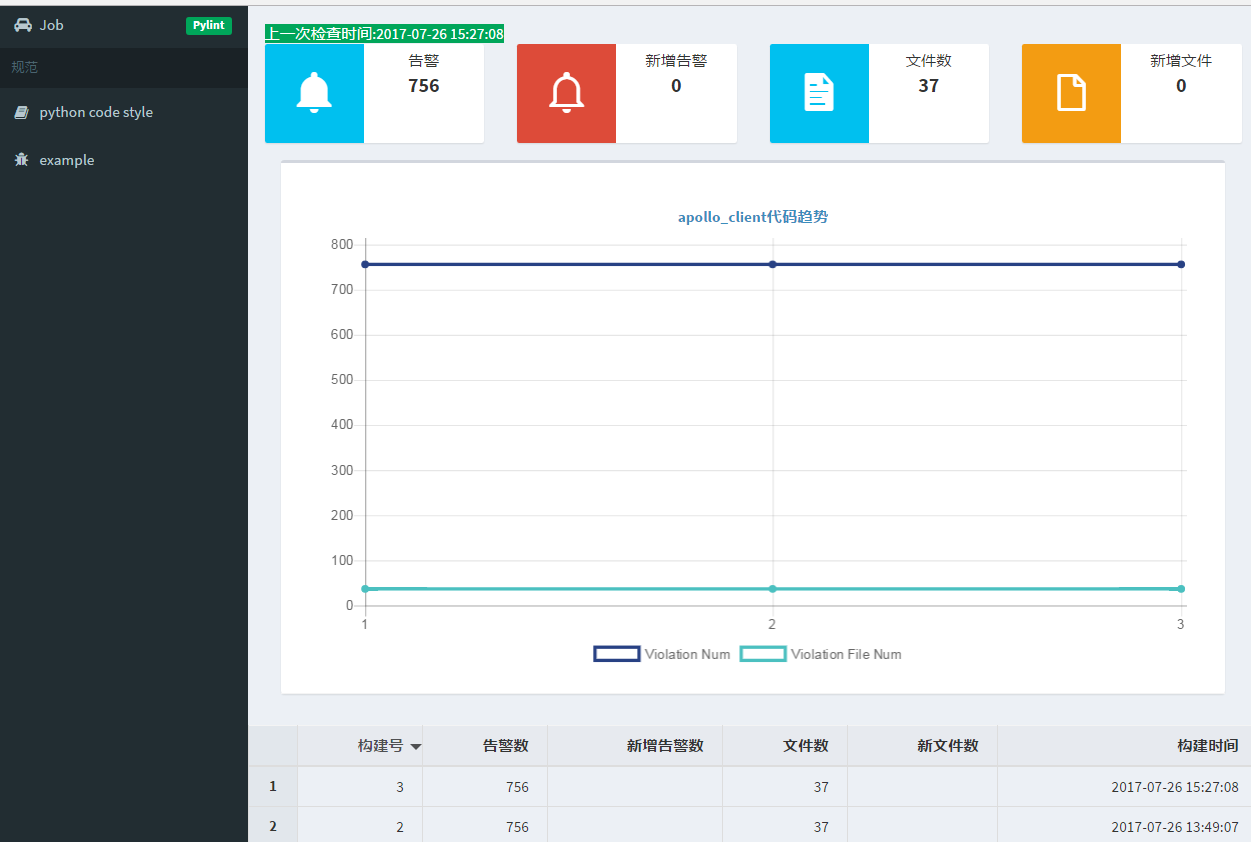 Job Pylint
规范
python code style
example
上一次检查时间:2017-07-26 15:27:08
告警
756
新增告警
0
文件数
37
新增文件
0
apollo_client代码趋势
800
700
600
500
400
300
200
100
0
1 2 3
Violation Num Violation File Num
构建号 告警数 新增告警数 文件数 新文件数 构建时间
1 3 756 37 2017-07-26 15:27:08
2 2 756 37 2017-07-26 13:49:07